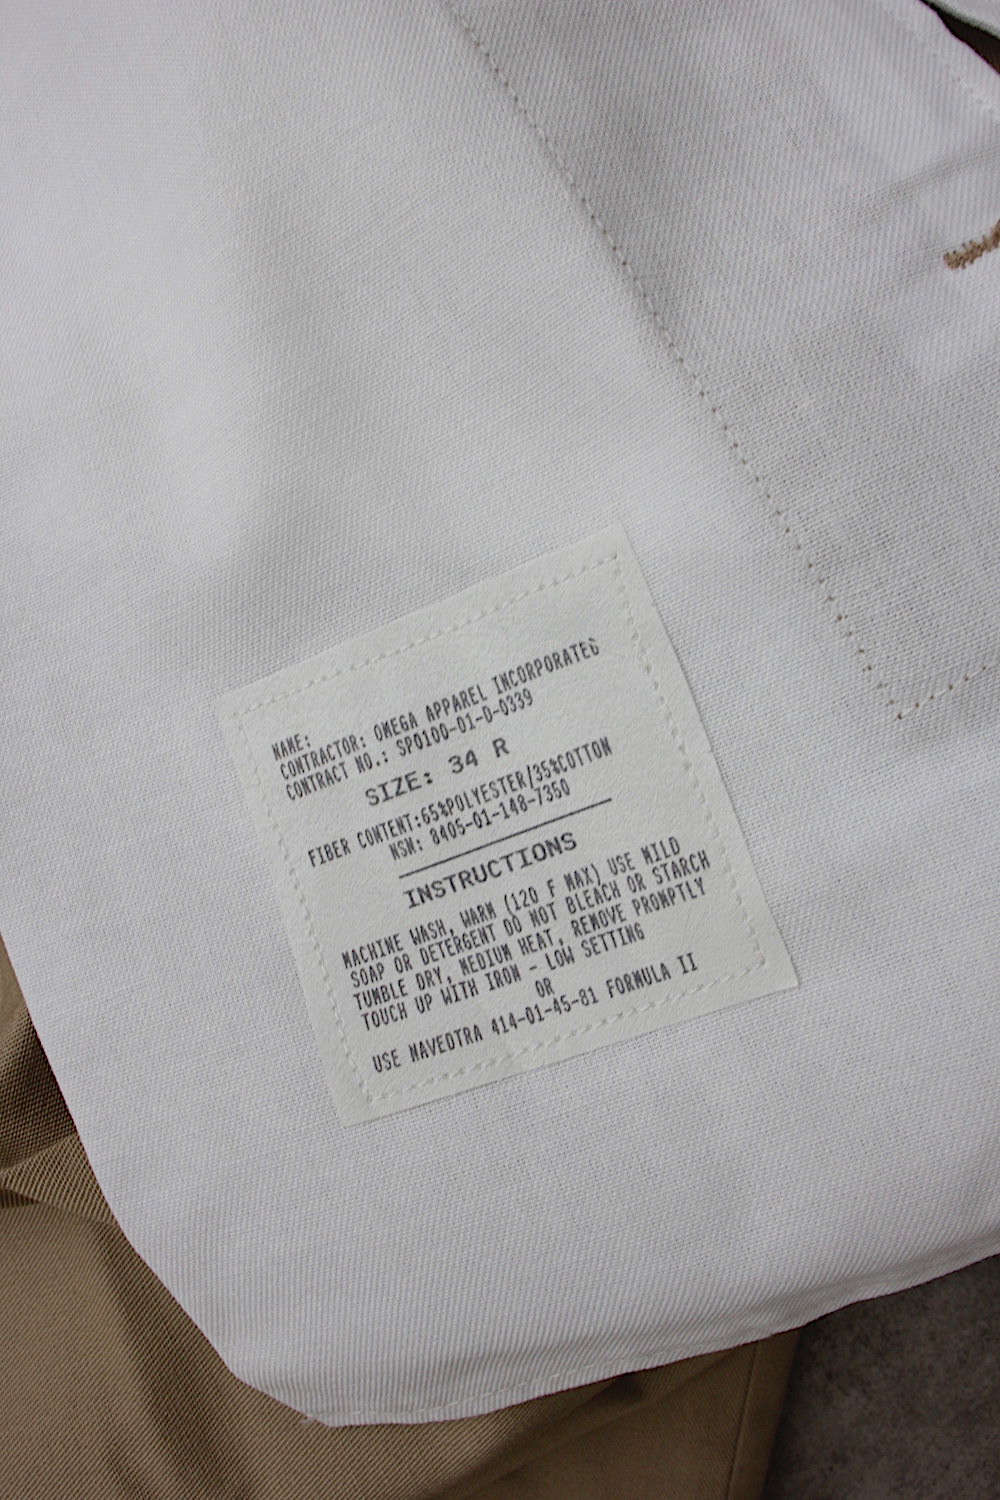 NAME:
CONTRACTOR: OMEGA APPAREL INCORPORATED
CONTRACT NO.: SP0100-01-D-0339
SIZE: 34 R
FIBER CONTENT:65%POLYESTER/35%COTTON
NSN: 8405-01-148-7350
INSTRUCTIONS
MACHINE WASH, WARM (120 F MAX) USE MILD
SOAP OR DETERGENT DO NOT BLEACH OR STARCH
TUMBLE DRY, MEDIUM HEAT, REMOVE PROMPTLY
TOUCH UP WITH IRON - LOW SETTING
OR
USE NAVEDTRA 414-01-45-81 FORMULA II